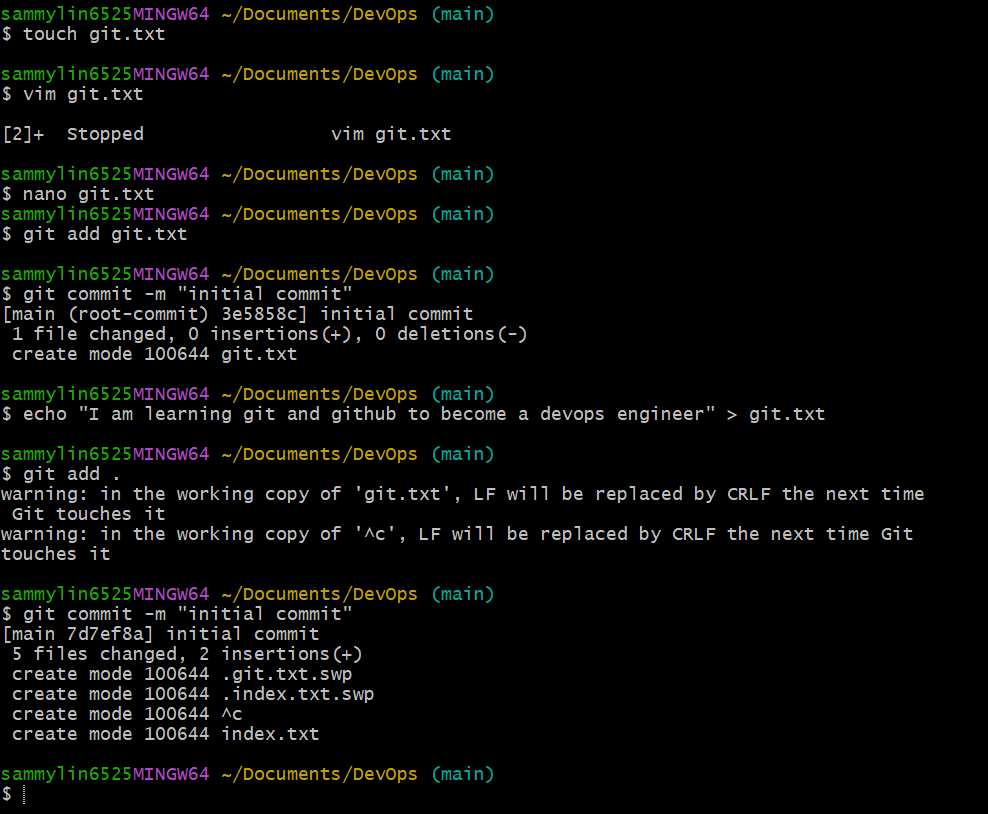 sammylin6525MINGW64 ~/Documents/DevOps (main)
$ touch git.txt
sammylin6525MINGW64 ~/Documents/DevOps (main)
$ vim git.txt
[2]+  Stopped                 vim git.txt
sammylin6525MINGW64 ~/Documents/DevOps (main)
$ nano git.txt
sammylin6525MINGW64 ~/Documents/DevOps (main)
$ git add git.txt
sammylin6525MINGW64 ~/Documents/DevOps (main)
$ git commit -m "initial commit"
[main (root-commit) 3e5858c] initial commit
 1 file changed, 0 insertions(+), 0 deletions(-)
 create mode 100644 git.txt
sammylin6525MINGW64 ~/Documents/DevOps (main)
$ echo "I am learning git and github to become a devops engineer" > git.txt
sammylin6525MINGW64 ~/Documents/DevOps (main)
$ git add .
warning: in the working copy of 'git.txt', LF will be replaced by CRLF the next time
 Git touches it
warning: in the working copy of '^c', LF will be replaced by CRLF the next time Git
touches it
sammylin6525MINGW64 ~/Documents/DevOps (main)
$ git commit -m "initial commit"
[main 7d7ef8a] initial commit
 5 files changed, 2 insertions(+)
 create mode 100644 .git.txt.swp
 create mode 100644 .index.txt.swp
 create mode 100644 ^c
 create mode 100644 index.txt
sammylin6525MINGW64 ~/Documents/DevOps (main)
$